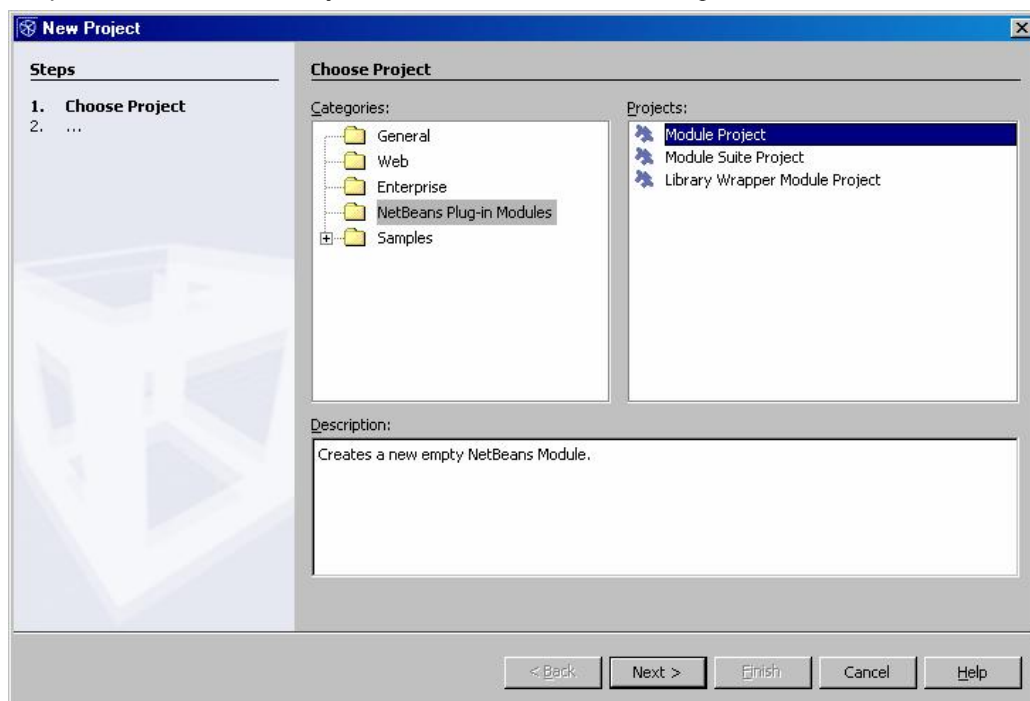 New Project
Steps
1. Choose Project
2. ...
Choose Project
Categories:
General
Web
Enterprise
NetBeans Plug-in Modules
Samples
Projects:
Module Project
Module Suite Project
Library Wrapper Module Project
Description:
Creates a new empty NetBeans Module.
< Back
Next >
Finish
Cancel
Help